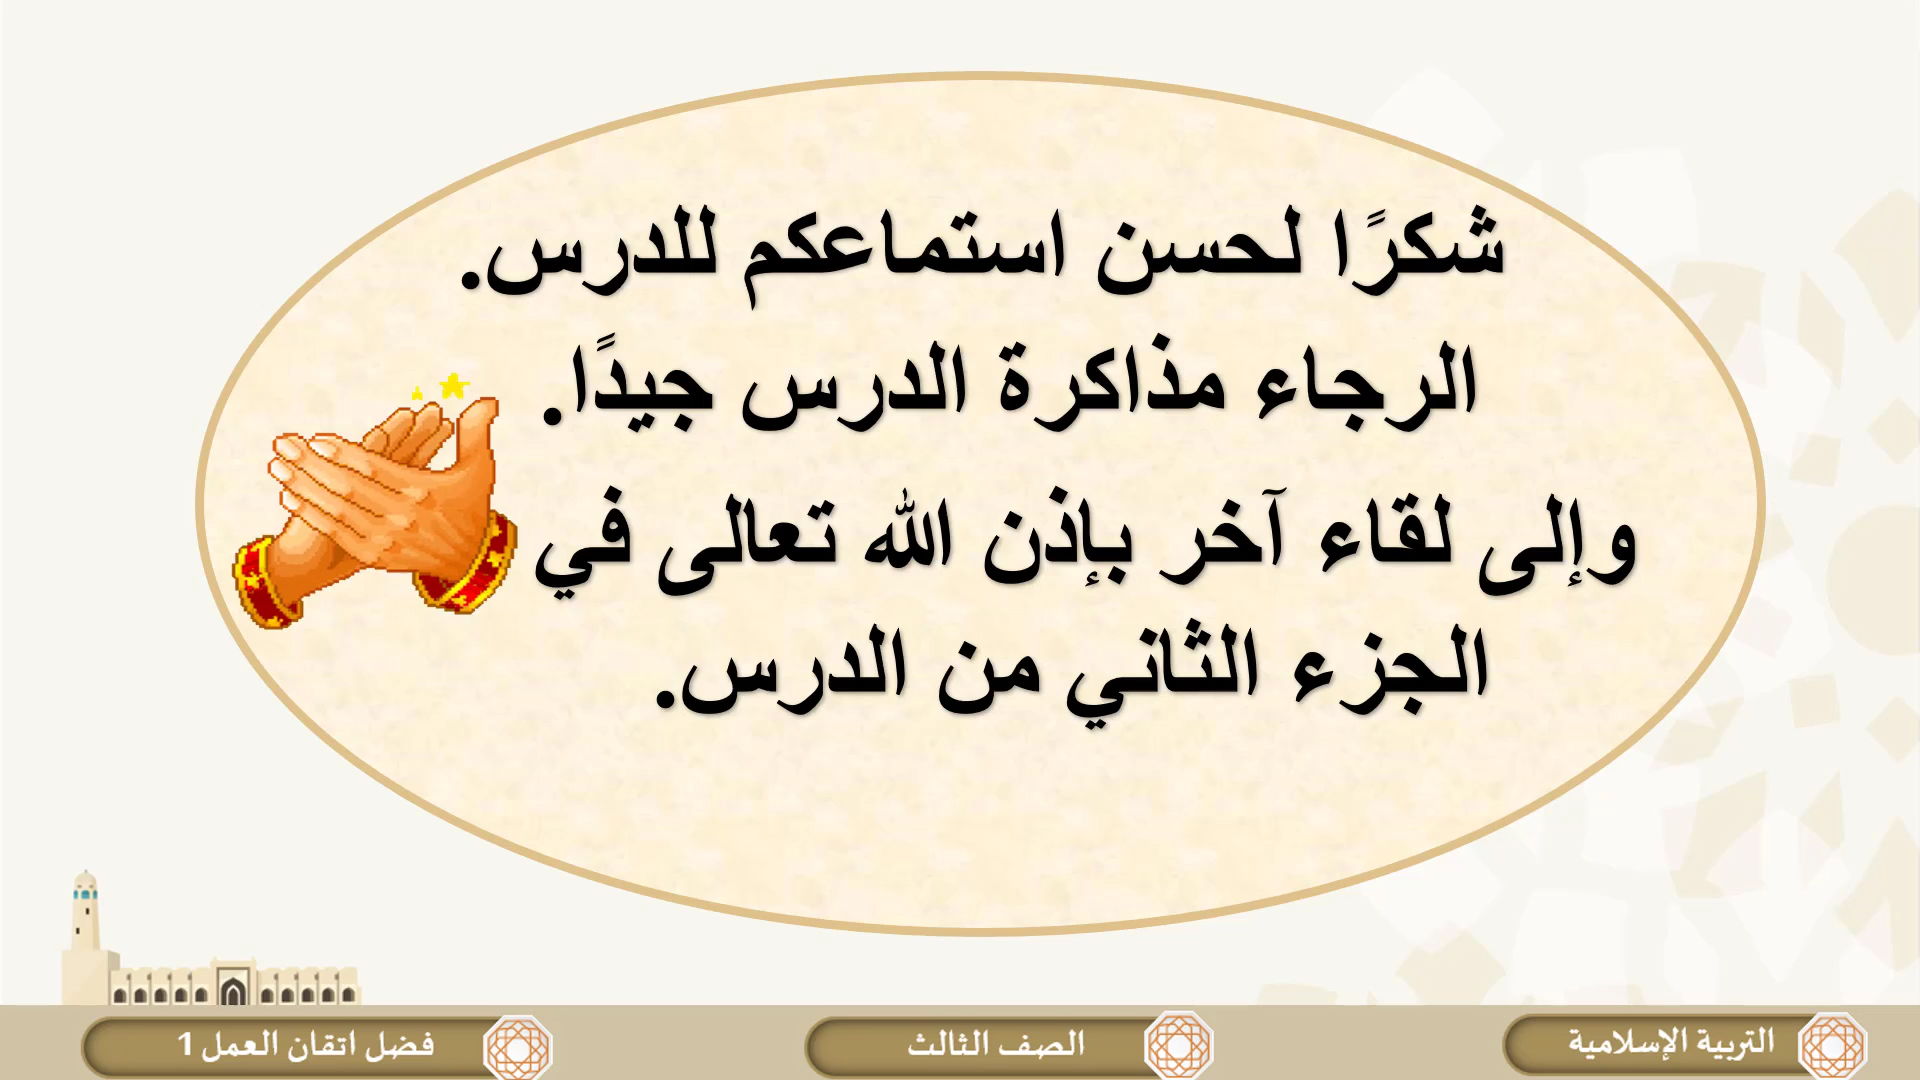 شكرًا لحسن استماعكم للدرس.
الرجاء مذاكرة الدرس جيدًا.
وإلى لقاء آخر بإذن الله تعالى في
الجزء الثاني من الدرس.
التربية الإسلامية
الصف الثالث
فضل اتقان العمل 1